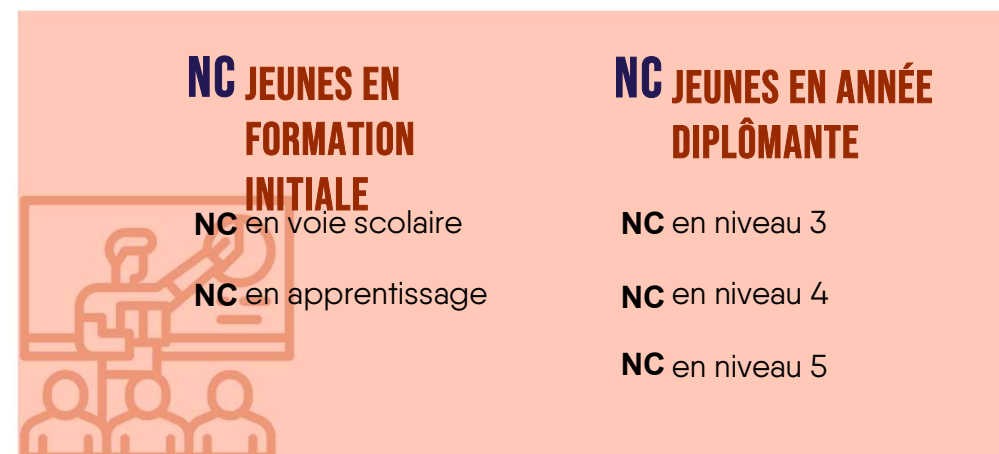 NC JEUNES EN
FORMATION
INITIALE
NC en voie scolaire
NC en apprentissage
NC JEUNES EN ANNÉE
DIPLÔMANTE
NC en niveau 3
NC en niveau 4
NC en niveau 5